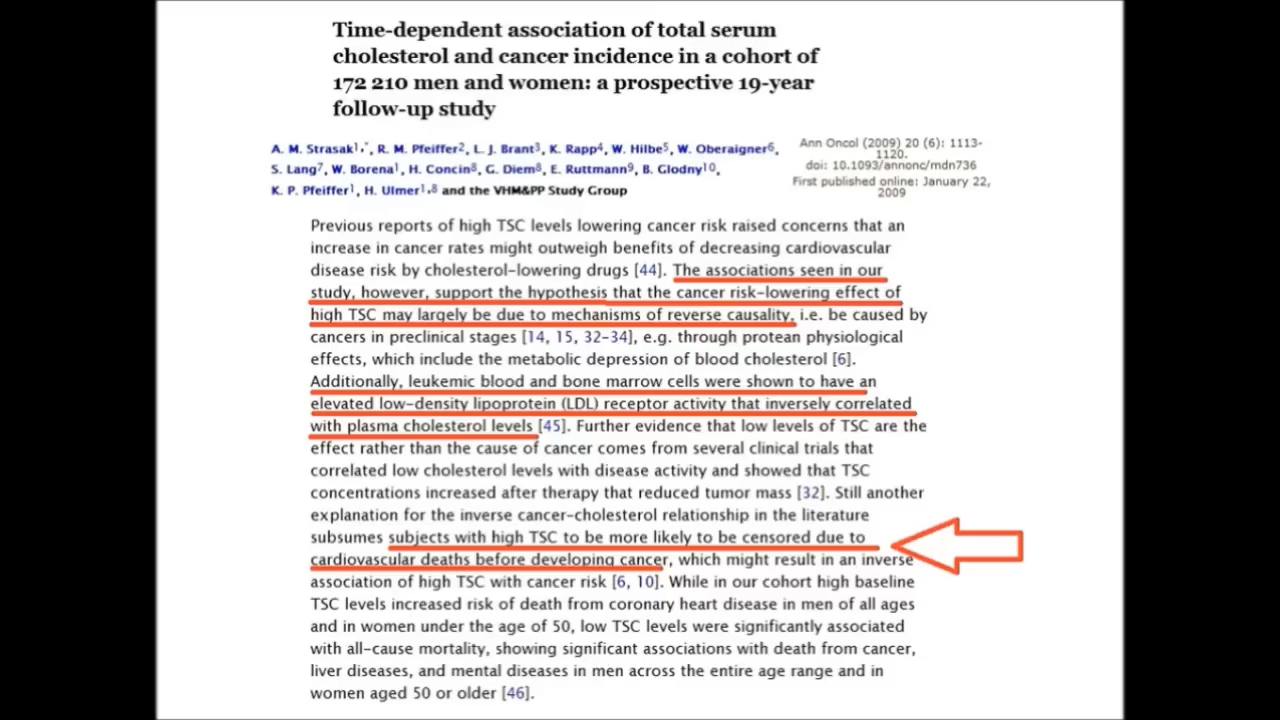 Time-dependent association of total serum
cholesterol and cancer incidence in a cohort of
172 210 men and women: a prospective 19-year
follow-up study
A. M. Strasak1,*, R. M. Pfeiffer2, L. J. Brant3, K. Rapp4, W. Hilbe5, W. Oberaigner6,
S. Lang7, W. Borena1, H. Concin8, G. Diem8, E. Ruttmann9, B. Glodny10,
K. P. Pfeiffer1, H. Ulmer1,8 and the VHM&PP Study Group
Ann Oncol (2009) 20 (6): 1113-
1120.
doi: 10.1093/annonc/mdn736
First published online: January 22,
2009
Previous reports of high TSC levels lowering cancer risk raised concerns that an
increase in cancer rates might outweigh benefits of decreasing cardiovascular
disease risk by cholesterol-lowering drugs [44]. The associations seen in our
study, however, support the hypothesis that the cancer risk-lowering effect of
high TSC may largely be due to mechanisms of reverse causality, i.e. be caused by
cancers in preclinical stages [14, 15, 32-34], e.g. through protean physiological
effects, which include the metabolic depression of blood cholesterol [6].
Additionally, leukemic blood and bone marrow cells were shown to have an
elevated low-density lipoprotein (LDL) receptor activity that inversely correlated
with plasma cholesterol levels [45]. Further evidence that low levels of TSC are the
effect rather than the cause of cancer comes from several clinical trials that
correlated low cholesterol levels with disease activity and showed that TSC
concentrations increased after therapy that reduced tumor mass [32]. Still another
explanation for the inverse cancer-cholesterol relationship in the literature
subsumes subjects with high TSC to be more likely to be censored due to
cardiovascular deaths before developing cancer, which might result in an inverse
association of high TSC with cancer risk [6, 10]. While in our cohort high baseline
TSC levels increased risk of death from coronary heart disease in men of all ages
and in women under the age of 50, low TSC levels were significantly associated
with all-cause mortality, showing significant associations with death from cancer,
liver diseases, and mental diseases in men across the entire age range and in
women aged 50 or older [46].